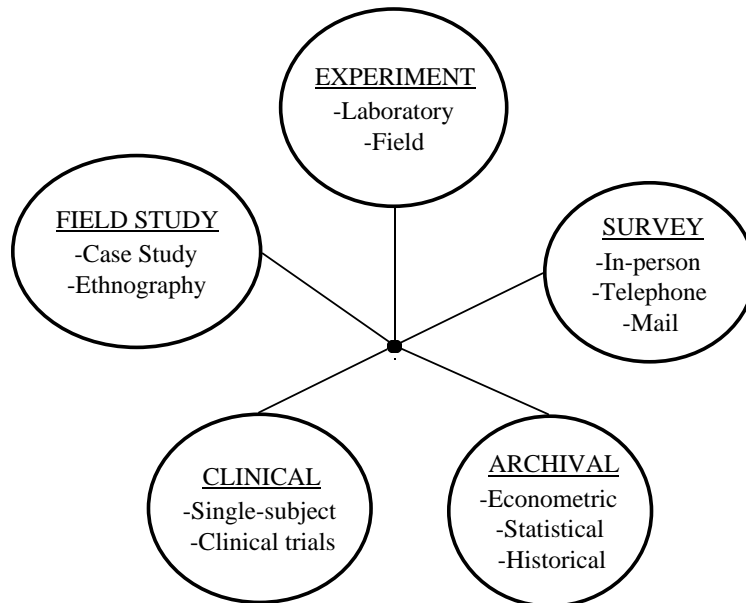 EXPERIMENT
-Laboratory
-Field
FIELD STUDY
-Case Study
-Ethnography
SURVEY
-In-person
-Telephone
-Mail
CLINICAL
-Single-subject
-Clinical trials
ARCHIVAL
-Econometric
-Statistical
-Historical